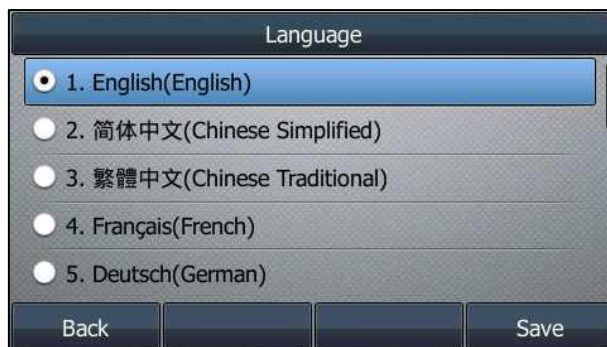 Language
1. English(English)
2. 简体中文(Chinese Simplified)
3. 繁體中文(Chinese Traditional)
4. Français(French)
5. Deutsch(German)
Back Save